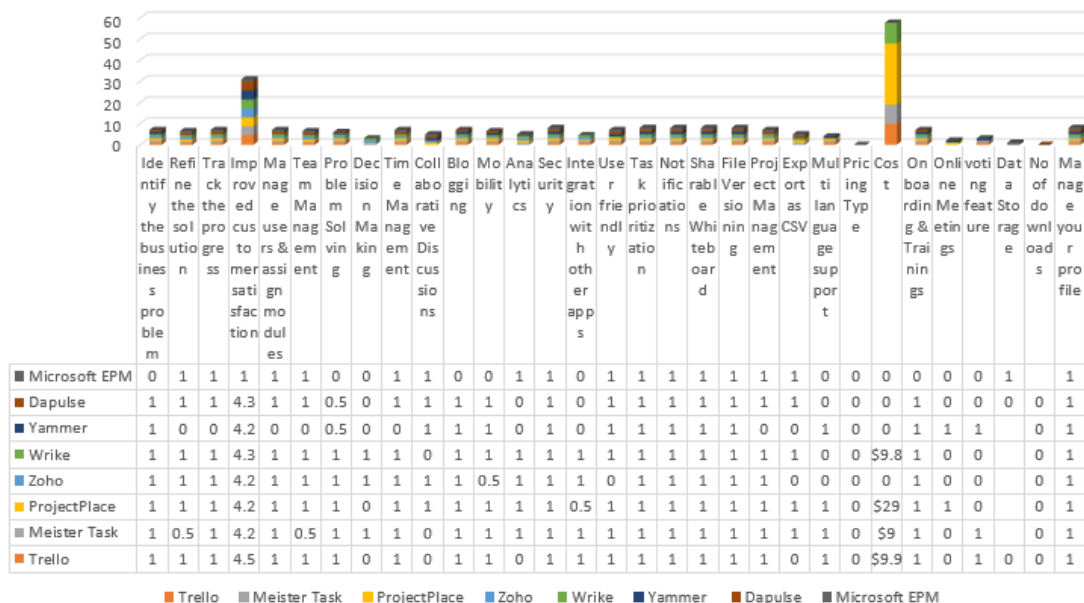 60
50
40
30
20
10
0
Identify the business problem
Refine the solution
Track the progress
Improved customer satisfaction
Manage users & assign modules
Team Management
Problem Solving
Decision Making
Time Management
Collaborative Discussions
Blogging
Mobility
Analytics
Security
Integration with other apps
User friendly
Task prioritization
Notifications
Sharable Whiteboard
File Versioning
Project Management
Export as CSV
Multi language support
Pricing Type
Cost
Onboarding & Trainings
Online Meetings
voting feature
Data Storage
No of downloads
Manage your profile
Microsoft EPM 0 1 1 1 1 1 0 0 1 1 0 0 1 1 0 1 1 1 1 1 1 1 0 0 0 0 0 0 1 1
Dapulse 1 1 1 4.3 1 1 0.5 0 1 1 1 1 0 1 1 1 1 1 1 1 1 1 0 0 0 1 0 0 0 0 1
Yammer 1 0 0 4.2 0 0 0.5 0 0 1 1 1 0 1 0 1 1 1 1 1 0 0 1 0 0 1 1 1 0 1
Wrike 1 1 1 4.3 1 1 1 1 1 0 1 1 1 1 1 1 1 1 1 1 1 1 1 0 $9.8 1 0 0 0 1
Zoho 1 1 1 4.2 1 1 1 1 1 1 1 0.5 1 1 1 0 1 1 1 1 1 0 0 0 0 1 0 0 0 1
ProjectPlace 1 1 1 4.2 1 1 1 0 1 1 1 1 1 1 0.5 1 1 1 1 1 1 1 1 0 $29 1 1 0 0 1
Meister Task 1 0.5 1 4.2 1 0.5 1 1 1 0 1 1 1 1 1 1 1 1 1 1 1 1 1 0 $9 1 0 1 0 1
Trello 1 1 1 4.5 1 1 1 0 1 0 1 1 0 1 1 1 1 1 1 1 1 0 1 0 $9.9 1 0 1 0 0 1
Trello Meister Task ProjectPlace Zoho Wrike Yammer Dapulse Microsoft EPM